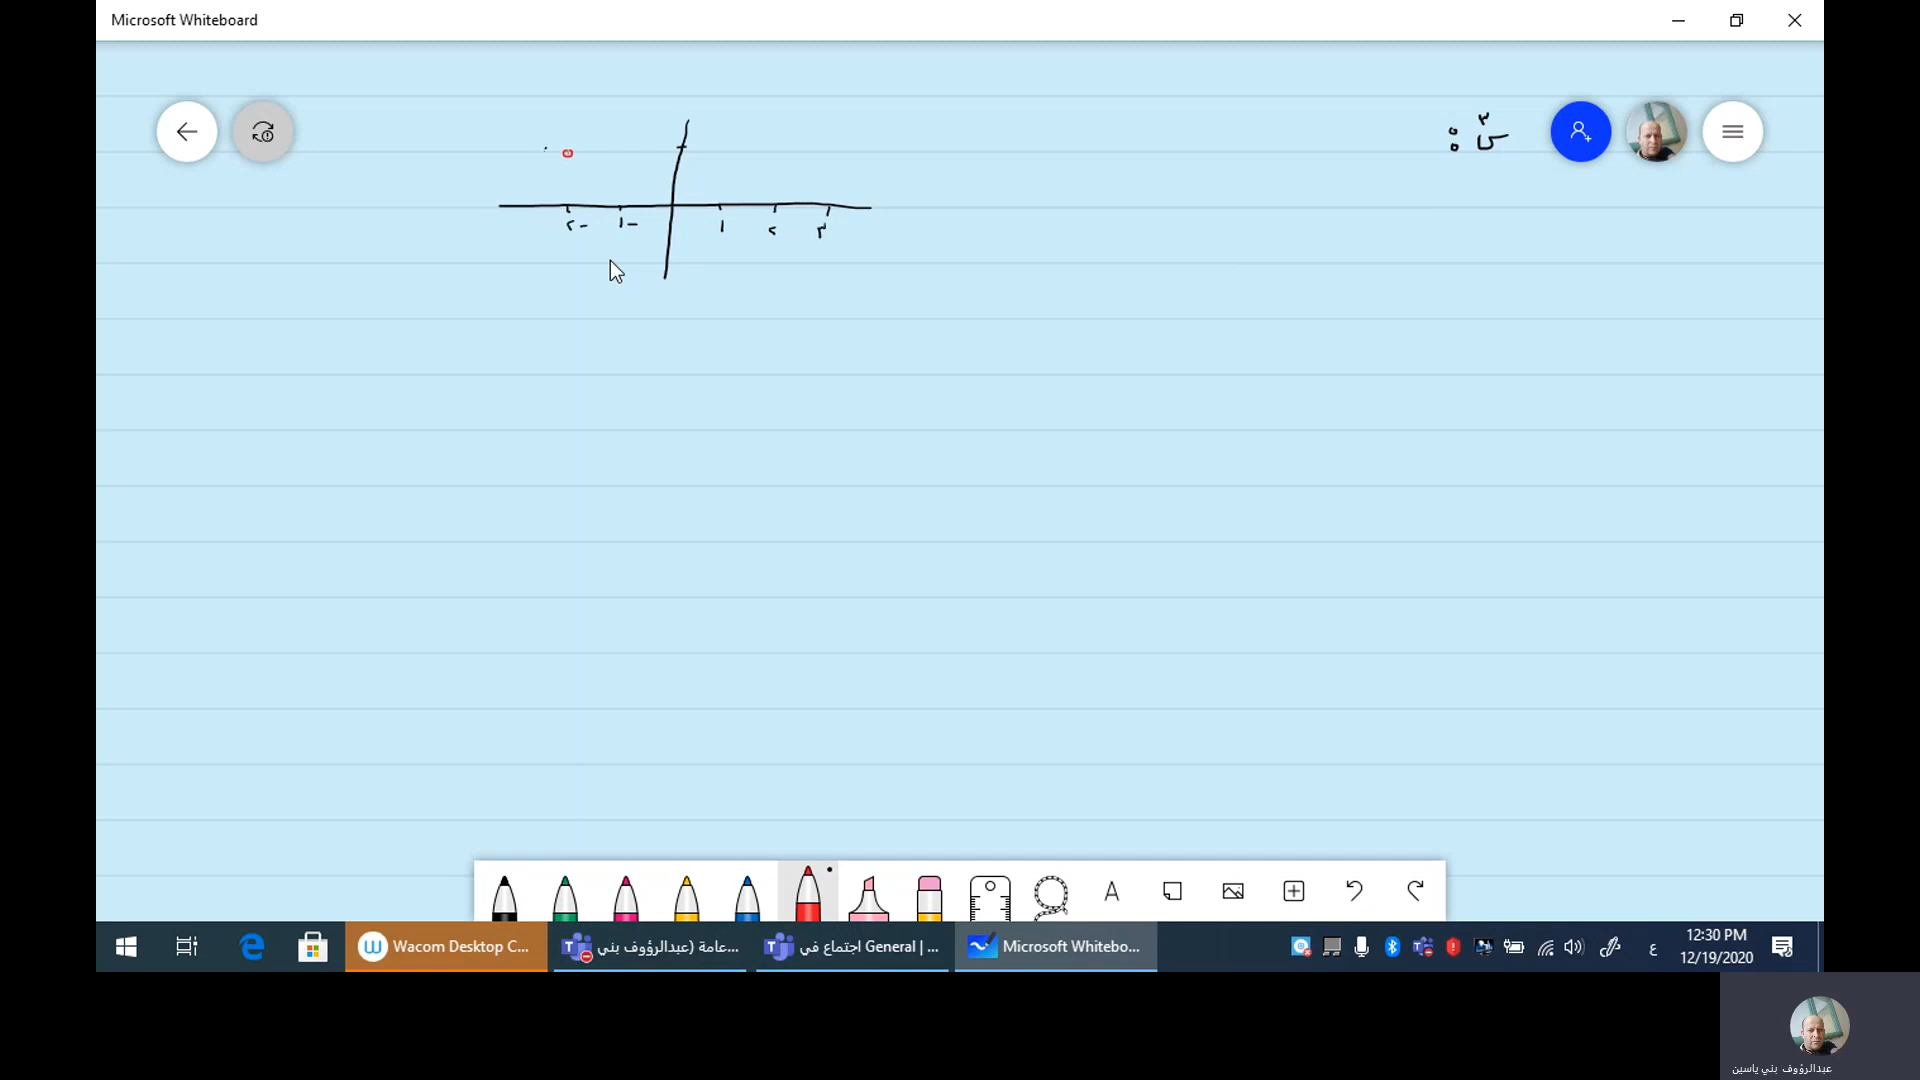 Microsoft Whiteboard
س٣ :
٢- ١- ١ ٢ ٣
A
Wacom Desktop C...
عامة (عبدالرؤوف بني...
اجتماع في General | ...
Microsoft Whitebo...
ع
12:30 PM
12/19/2020
عبدالرؤوف بني ياسين